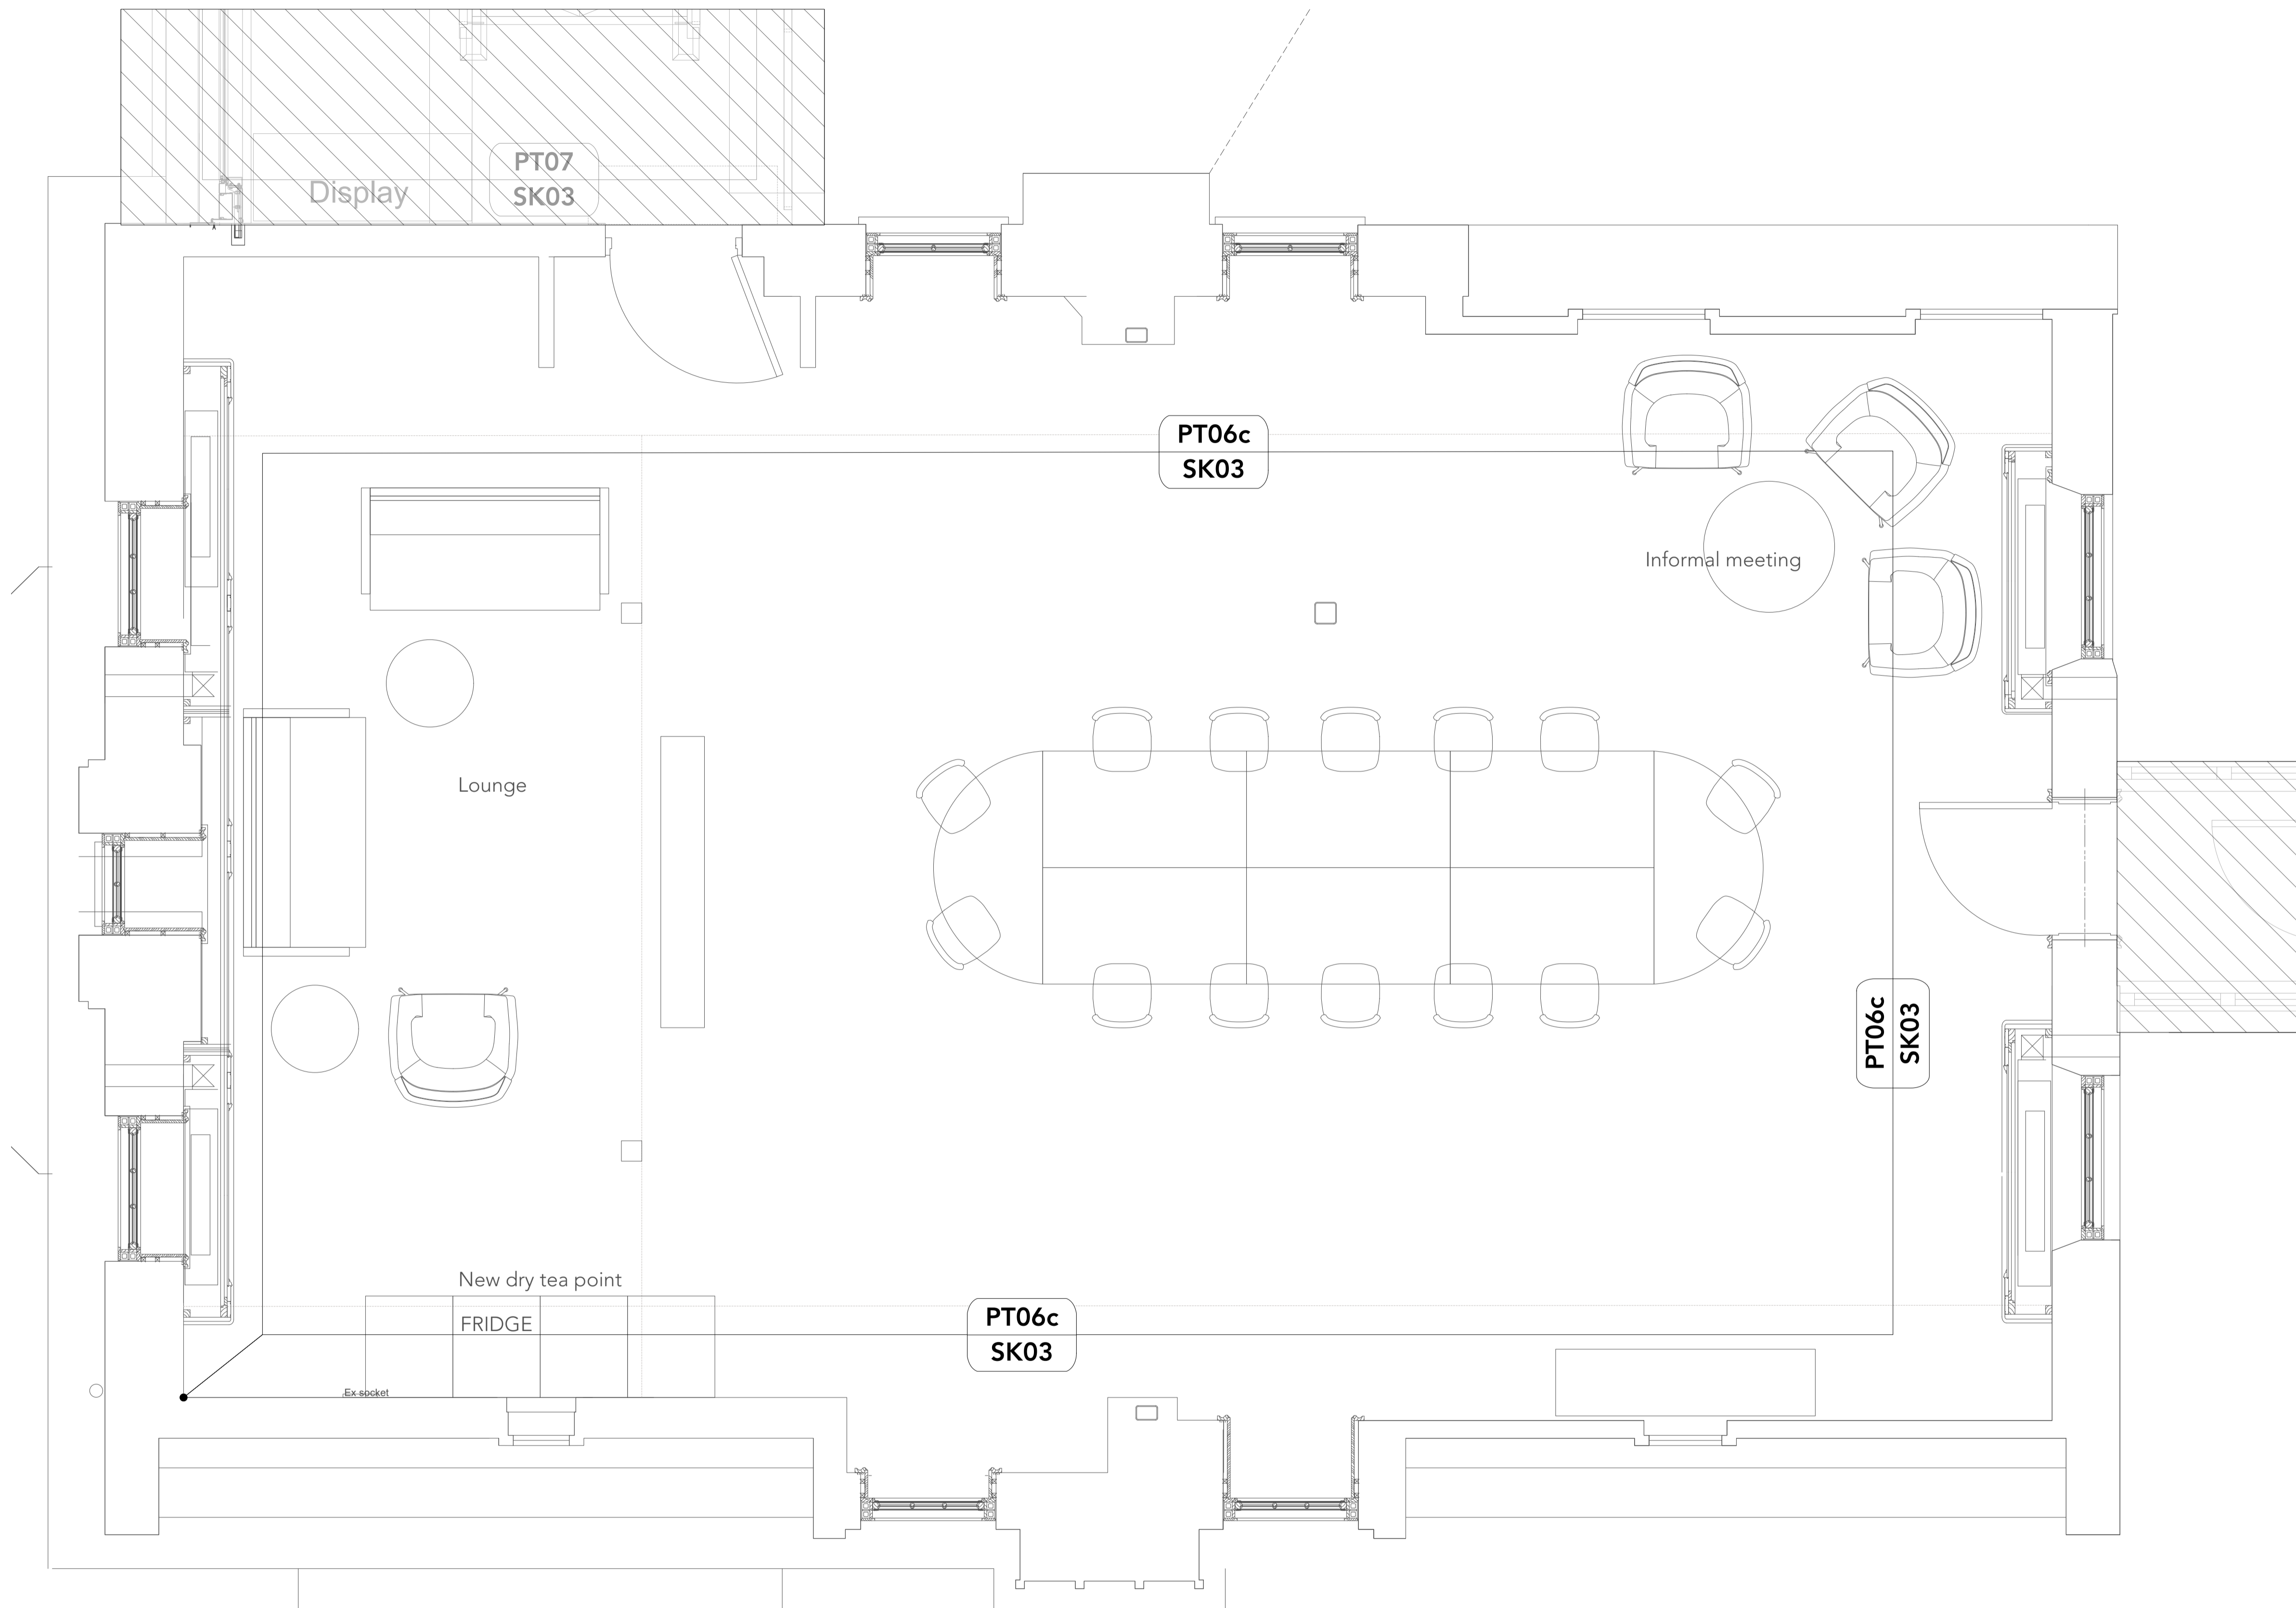 PT07
SK03
Display
PT06c
SK03
Informal meeting
Lounge
PT06c
SK03
New dry tea point
FRIDGE
PT06c
SK03
Ex socket